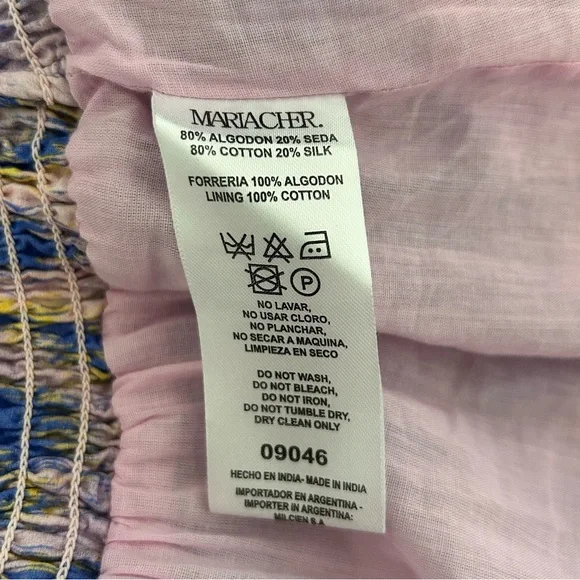 MARIACHER.
80% ALGODON 20% SEDA
80% COTTON 20% SILK
FORRERIA 100% ALGODON
LINING 100% COTTON
P
NO LAVAR,
NO USAR CLORO,
NO PLANCHAR,
NO SECAR A MAQUINA,
LIMPIEZA EN SECO
DO NOT WASH,
DO NOT BLEACH,
DO NOT IRON,
DO NOT TUMBLE DRY,
DRY CLEAN ONLY
09046
HECHO EN INDIA- MADE IN INDIA
IMPORTADOR EN ARGENTINA -
IMPORTER IN ARGENTINA:
MILCIEN S.A